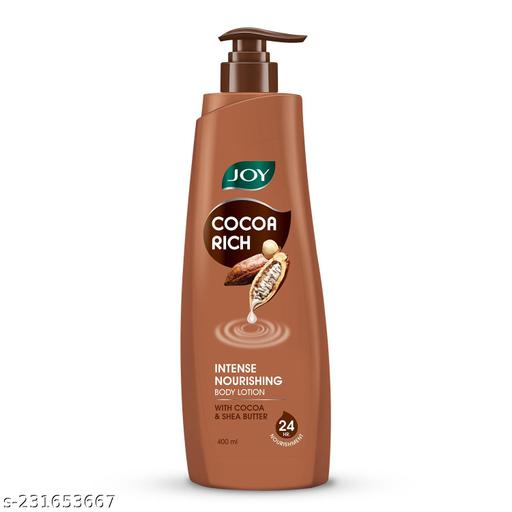 JOY
COCOA
RICH
INTENSE
NOURISHING
BODY LOTION
WITH COCOA
& SHEA BUTTER
24
HR
NOURISHMENT
400 ml
s-231653667